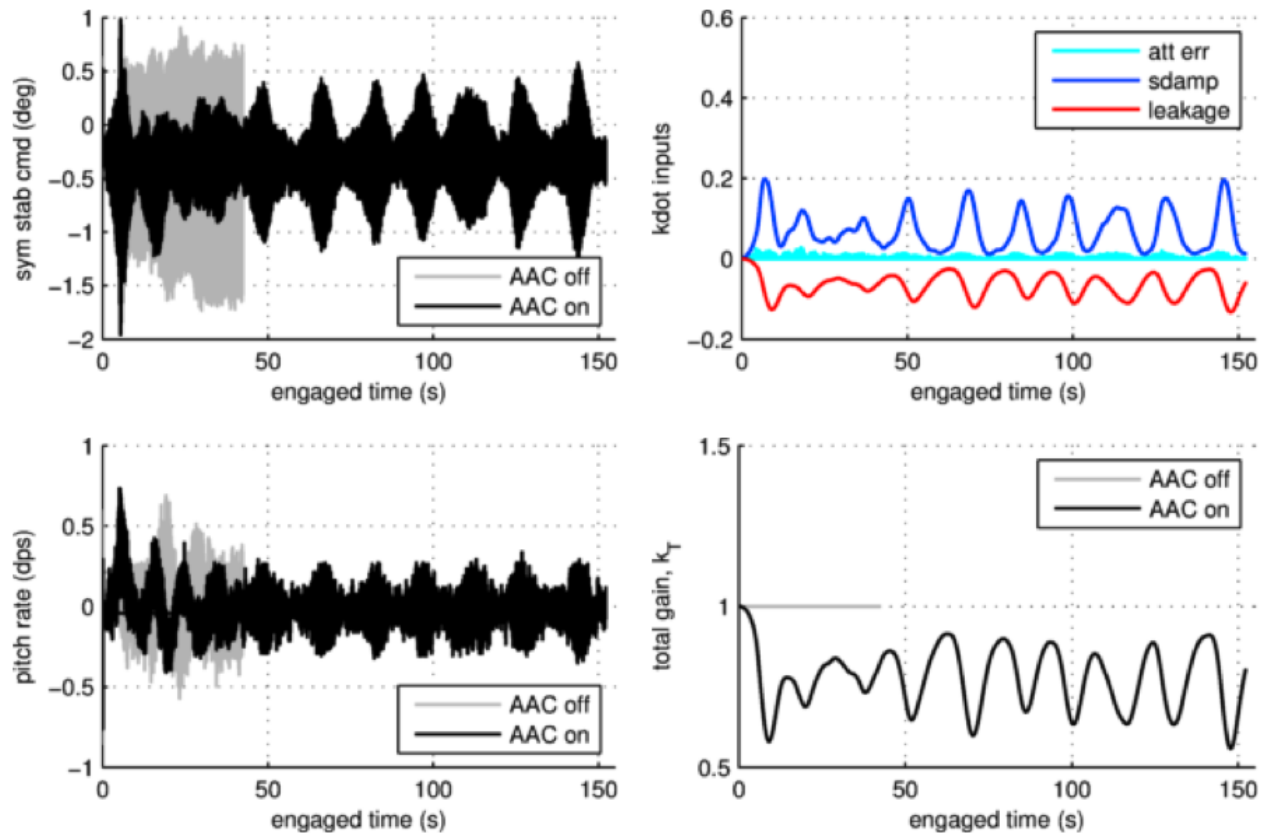 1
0.5
0
−0.5
−1
−1.5
−2
sym stab cmd (deg)
AAC off
AAC on
0 50 100 150
engaged time (s)
0.6
0.4
0.2
0
−0.2
kdot inputs
att err
sdamp
leakage
0 50 100 150
engaged time (s)
1
0.5
0
−0.5
−1
pitch rate (dps)
AAC off
AAC on
0 50 100 150
engaged time (s)
1.5
1
0.5
total gain, k_T
AAC off
AAC on
0 50 100 150
engaged time (s)